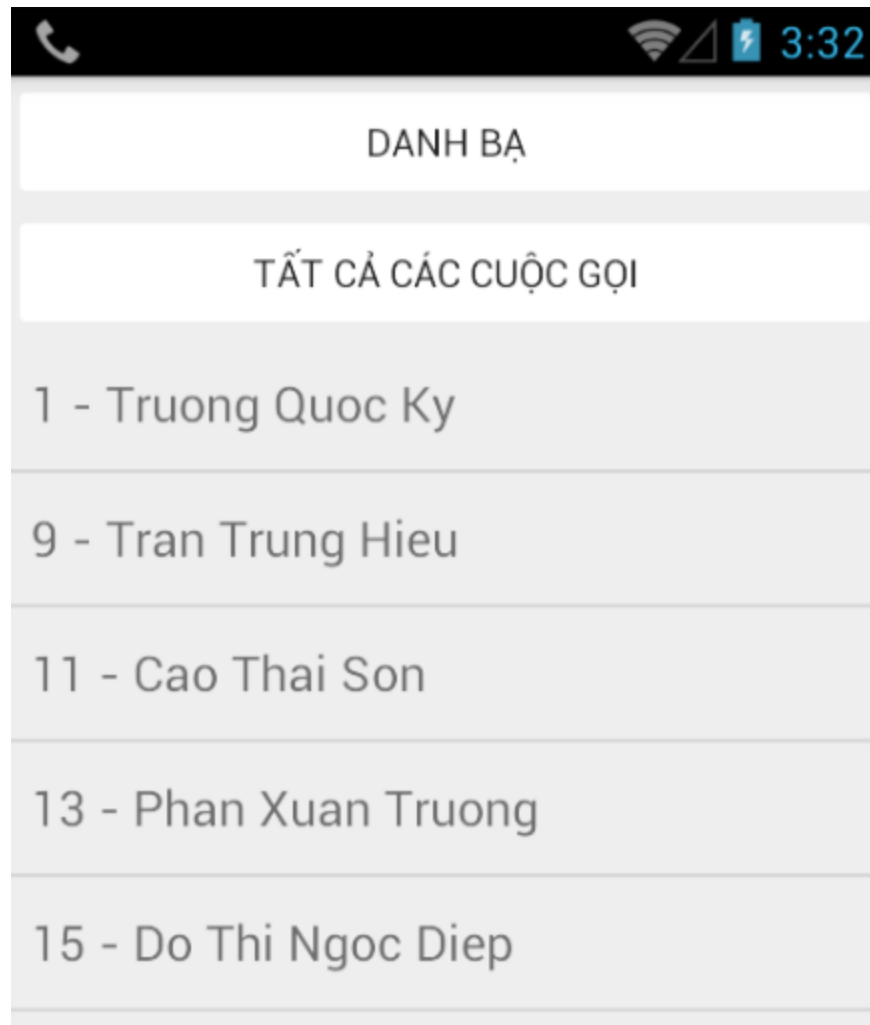 3:32
DANH BẠ
TẤT CẢ CÁC CUỘC GỌI
1 - Truong Quoc Ky
9 - Tran Trung Hieu
11 - Cao Thai Son
13 - Phan Xuan Truong
15 - Do Thi Ngoc Diep